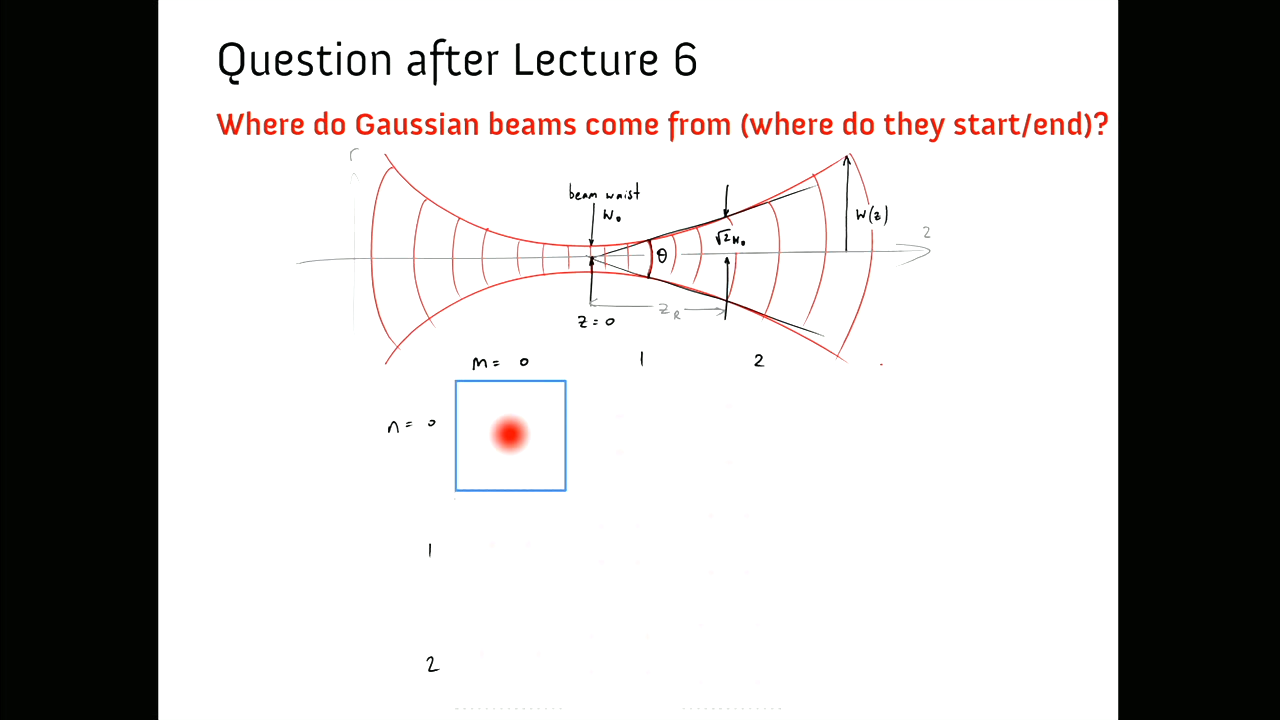 Question after Lecture 6
Where do Gaussian beams come from (where do they start/end)?
r
beam waist
W₀
W(z)
z
√2W₀
θ
z_R
z=0
m= 0 1 2
n= 0
1
2